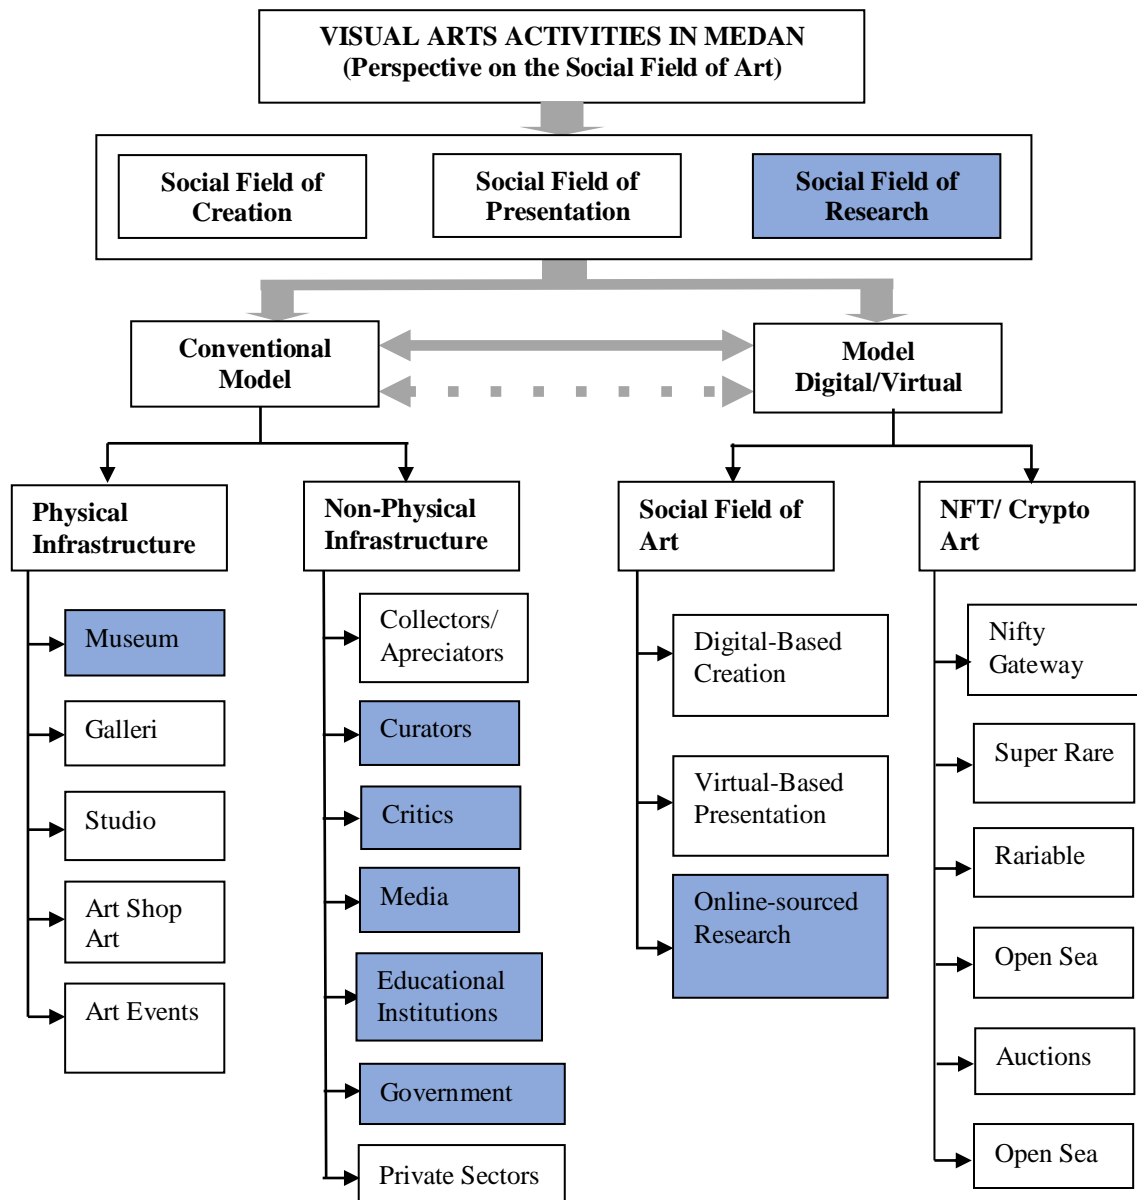 VISUAL ARTS ACTIVITIES IN MEDAN
(Perspective on the Social Field of Art)
Social Field of
Creation
Social Field of
Presentation
Social Field of
Research
Conventional
Model
Model
Digital/Virtual
Physical
Infrastructure
Non-Physical
Infrastructure
Social Field of
Art
NFT/ Crypto
Art
Museum
Galleri
Studio
Art Shop
Art
Art Events
Collectors/
Apreciators
Curators
Critics
Media
Educational
Institutions
Government
Private Sectors
Digital-Based
Creation
Virtual-Based
Presentation
Online-sourced
Research
Nifty
Gateway
Super Rare
Rariable
Open Sea
Auctions
Open Sea